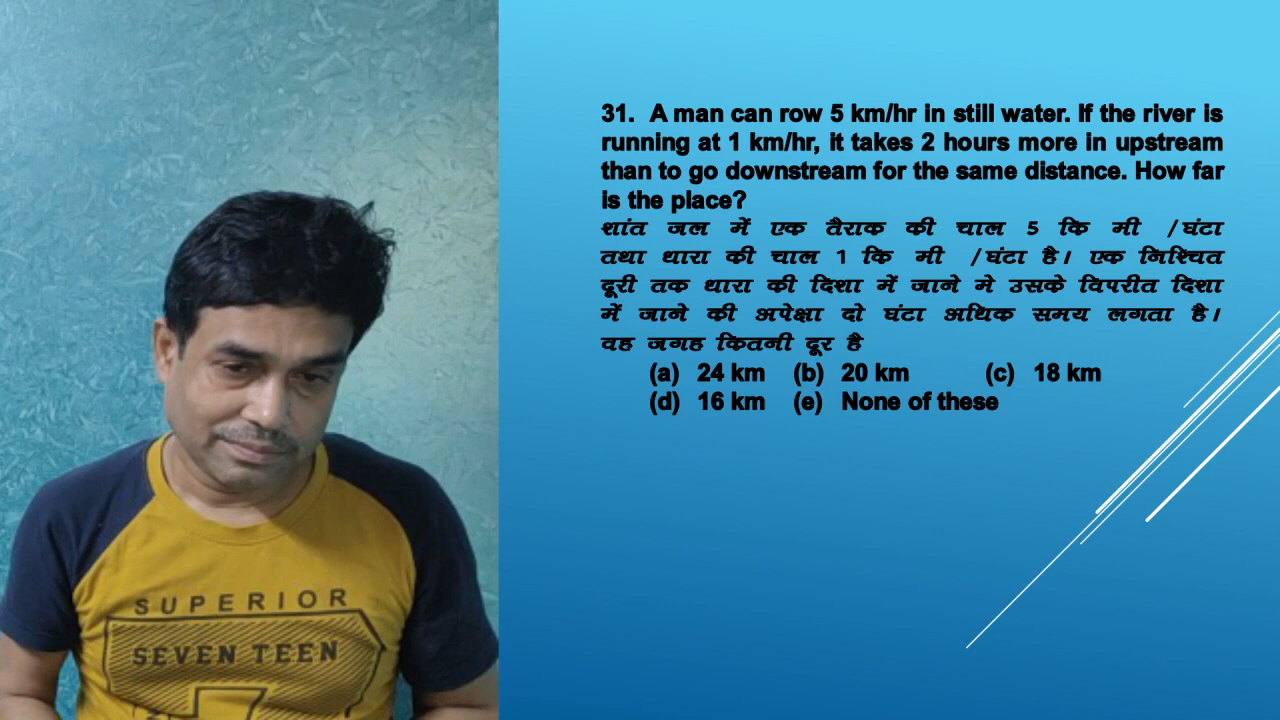 31. A man can row 5 km/hr in still water. If the river is
running at 1 km/hr, it takes 2 hours more in upstream
than to go downstream for the same distance. How far
is the place?
शांत जल में एक तैराक की चाल 5 कि मी /घंटा
तथा धारा की चाल 1 कि मी /घंटा है। एक निश्चित
दूरी तक धारा की दिशा में जाने मे उसके विपरीत दिशा
में जाने की अपेक्षा दो घंटा अधिक समय लगता है।
वह जगह कितनी दूर है
(a) 24 km (b) 20 km (c) 18 km
(d) 16 km (e) None of these
SUPERIOR
SEVEN TEEN